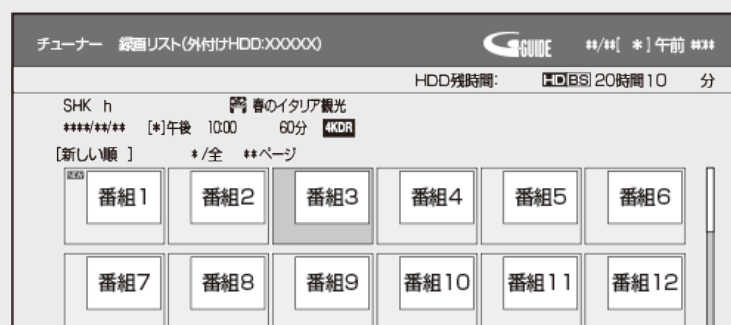 チューナー 録画リスト(外付けHDD:XXXXX) G-GUIDE **/**[ *]午前 **:**
HDD残時間: HD BS 20時間10 分
SHK h 春のイタリア観光
****/**/** [*]午後 10:00 60分 4KDR
[新しい順 ] */全 **ページ
NEW 番組1 番組2 番組3 番組4 番組5 番組6
番組7 番組8 番組9 番組10 番組11 番組12